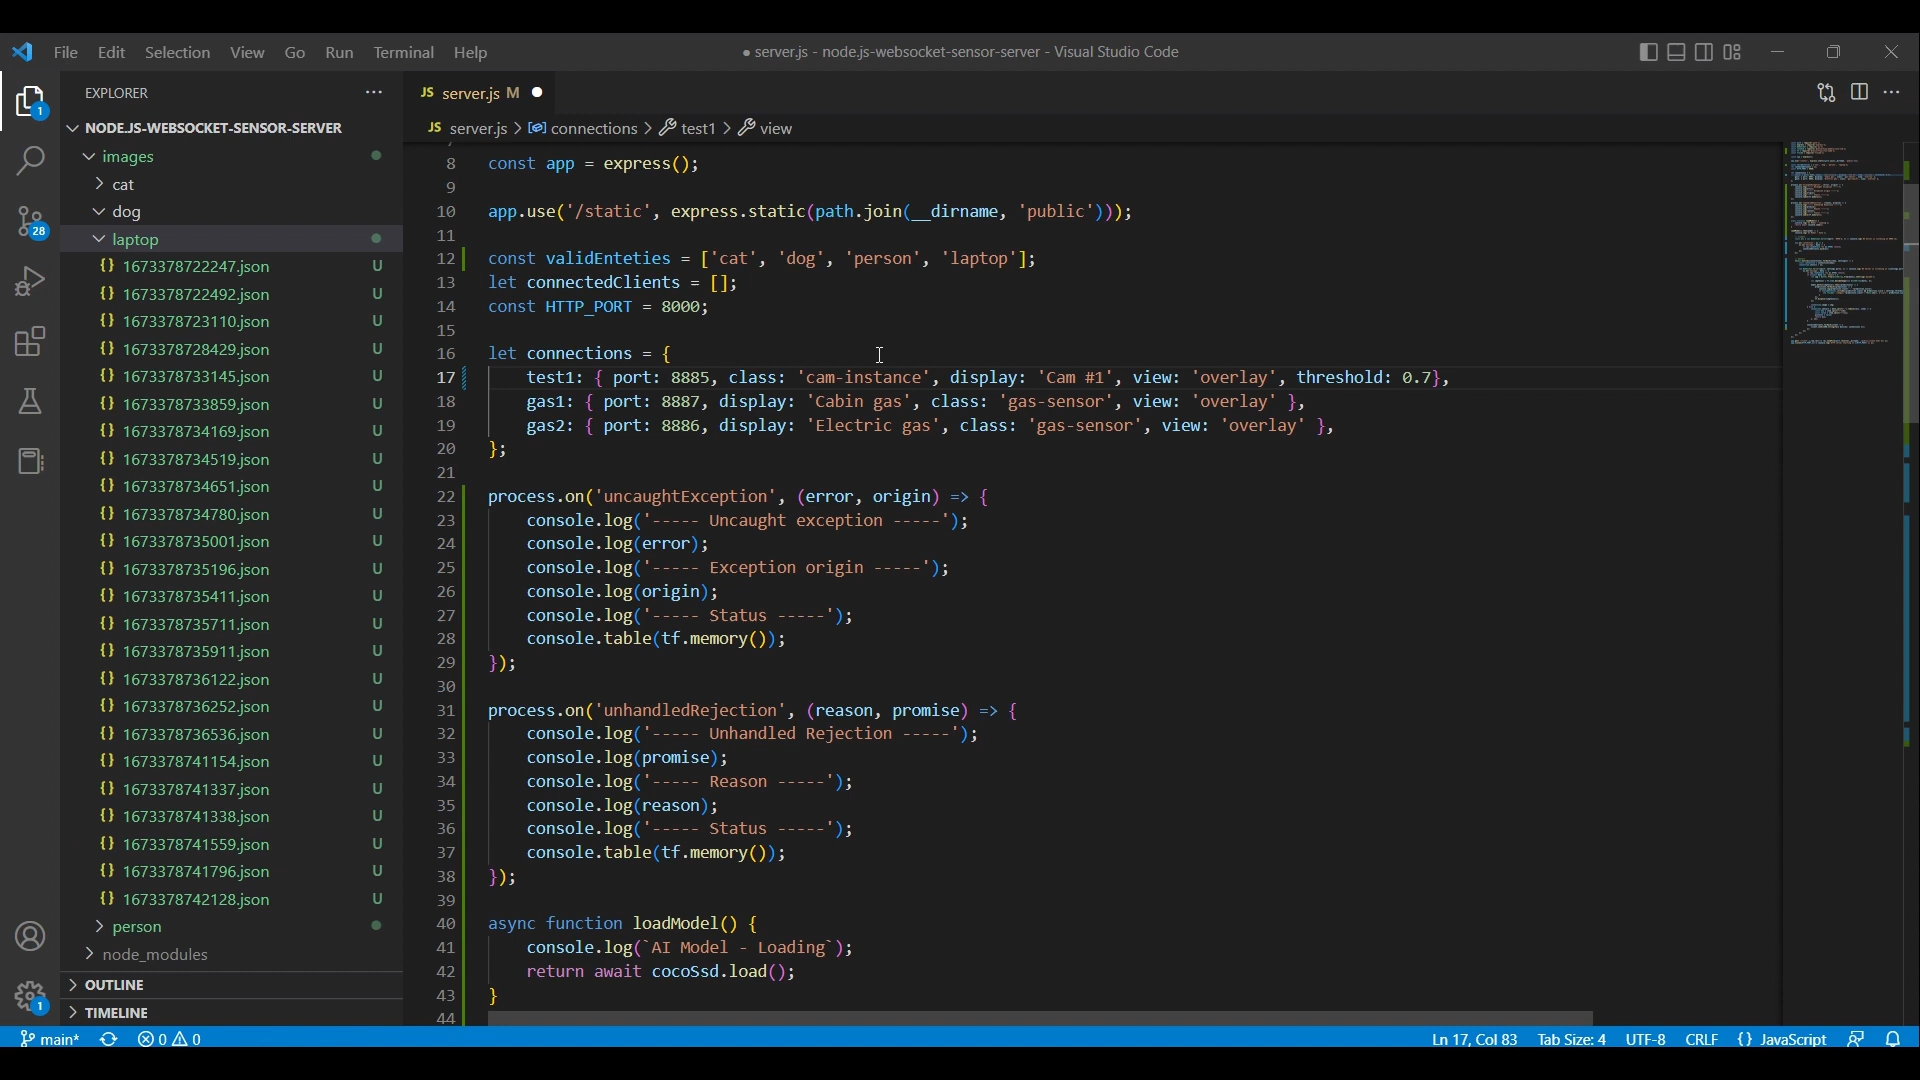 File Edit Selection View Go Run Terminal Help
● server.js - node.js-websocket-sensor-server - Visual Studio Code
EXPLORER
NODE.JS-WEBSOCKET-SENSOR-SERVER
images
cat
dog
laptop
1673378722247.json U
1673378722492.json U
1673378723110.json U
1673378728429.json U
1673378733145.json U
1673378733859.json U
1673378734169.json U
1673378734519.json U
1673378734651.json U
1673378734780.json U
1673378735001.json U
1673378735196.json U
1673378735411.json U
1673378735711.json U
1673378735911.json U
1673378736122.json U
1673378736252.json U
1673378736536.json U
1673378741154.json U
1673378741337.json U
1673378741338.json U
1673378741559.json U
1673378741796.json U
1673378742128.json U
person
node_modules
OUTLINE
TIMELINE
1
28
1
JS server.js M ●
JS server.js > connections > test1 > view
8 const app = express();
9
10 app.use('/static', express.static(path.join(__dirname, 'public')));
11
12 const validEnteties = ['cat', 'dog', 'person', 'laptop'];
13 let connectedClients = [];
14 const HTTP_PORT = 8000;
15
16 let connections = {
17 test1: { port: 8885, class: 'cam-instance', display: 'Cam #1', view: 'overlay', threshold: 0.7},
18 gas1: { port: 8887, display: 'Cabin gas', class: 'gas-sensor', view: 'overlay' },
19 gas2: { port: 8886, display: 'Electric gas', class: 'gas-sensor', view: 'overlay' },
20 };
21
22 process.on('uncaughtException', (error, origin) => {
23 console.log('----- Uncaught exception -----');
24 console.log(error);
25 console.log('----- Exception origin -----');
26 console.log(origin);
27 console.log('----- Status -----');
28 console.table(tf.memory());
29 });
30
31 process.on('unhandledRejection', (reason, promise) => {
32 console.log('----- Unhandled Rejection -----');
33 console.log(promise);
34 console.log('----- Reason -----');
35 console.log(reason);
36 console.log('----- Status -----');
37 console.table(tf.memory());
38 });
39
40 async function loadModel() {
41 console.log(`AI Model - Loading`);
42 return await cocoSsd.load();
43 }
44
main* 0 0 Ln 17, Col 83 Tab Size: 4 UTF-8 CRLF {} JavaScript